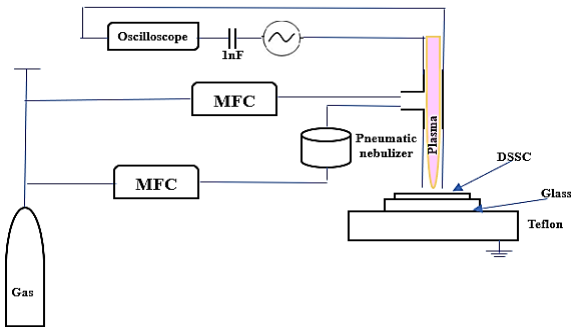 Oscilloscope
1nF
MFC
Plasma
Pneumatic
nebulizer
DSSC
MFC
Glass
Teflon
Gas